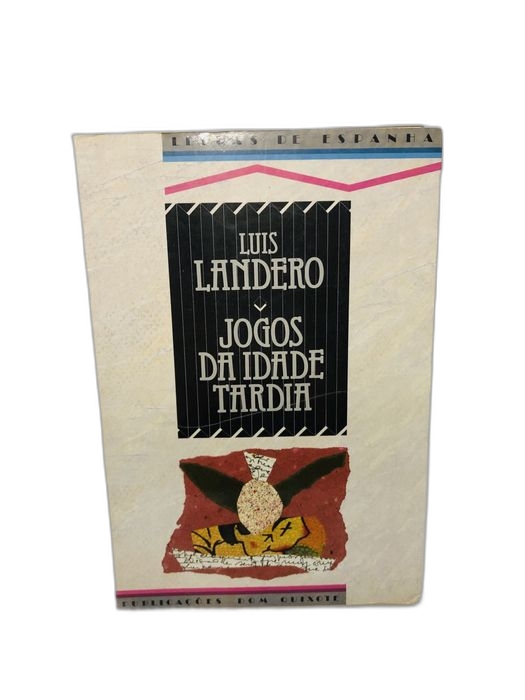 LETRAS DE ESPANHA
LUIS
LANDERO
JOGOS
DA IDADE
TARDIA
PUBLICAÇÕES DOM QUIXOTE